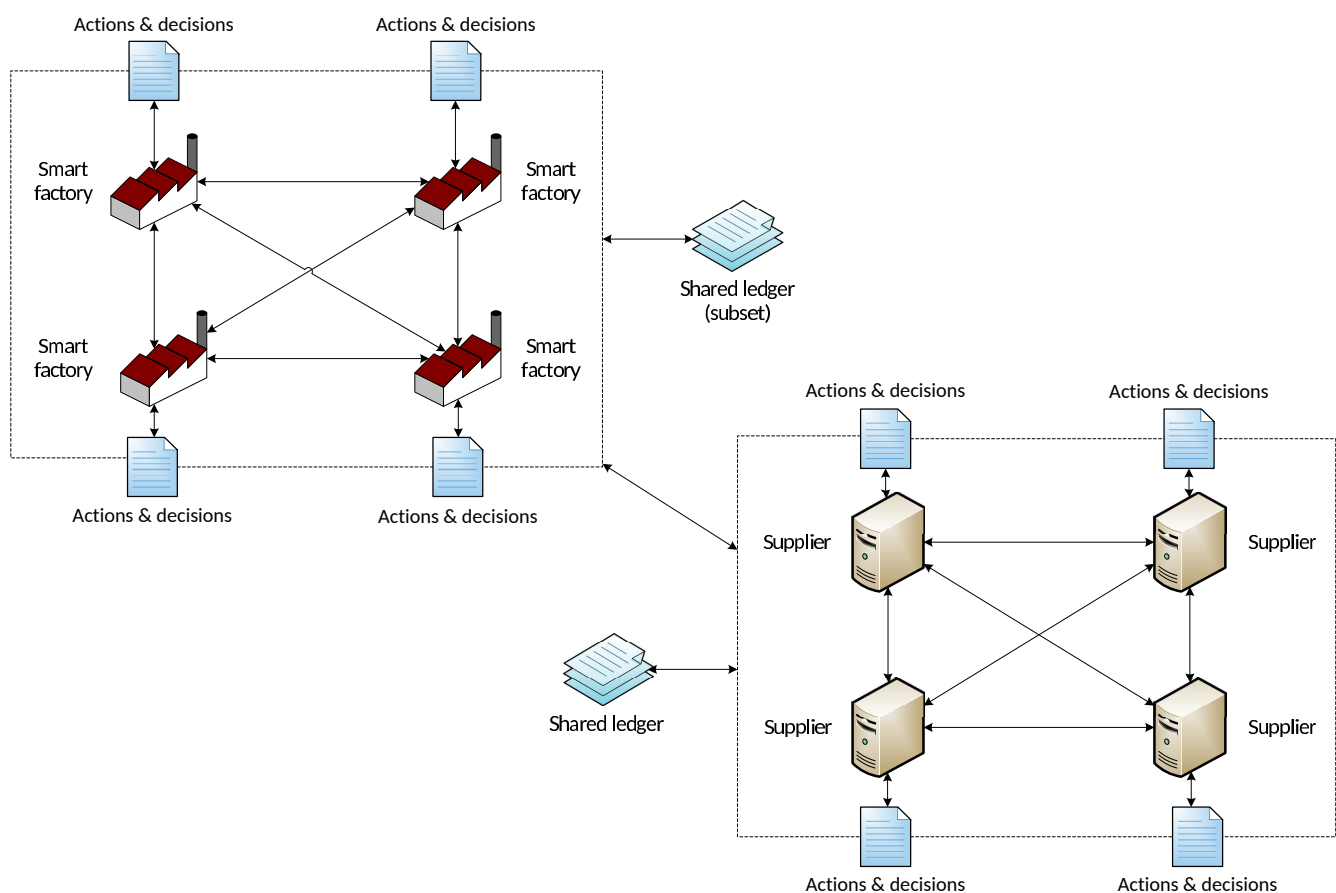 Actions & decisions
Actions & decisions
Smart
factory
Smart
factory
Shared ledger
(subset)
Smart
factory
Smart
factory
Actions & decisions
Actions & decisions
Actions & decisions
Actions & decisions
Supplier
Supplier
Shared ledger
Supplier
Supplier
Actions & decisions
Actions & decisions